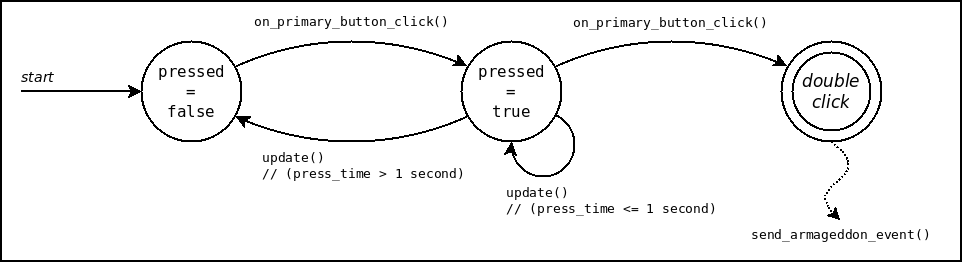 on_primary_button_click()
on_primary_button_click()
start
pressed
=
false
pressed
=
true
double
click
update()
// (press_time > 1 second)
update()
// (press_time <= 1 second)
send_armageddon_event()